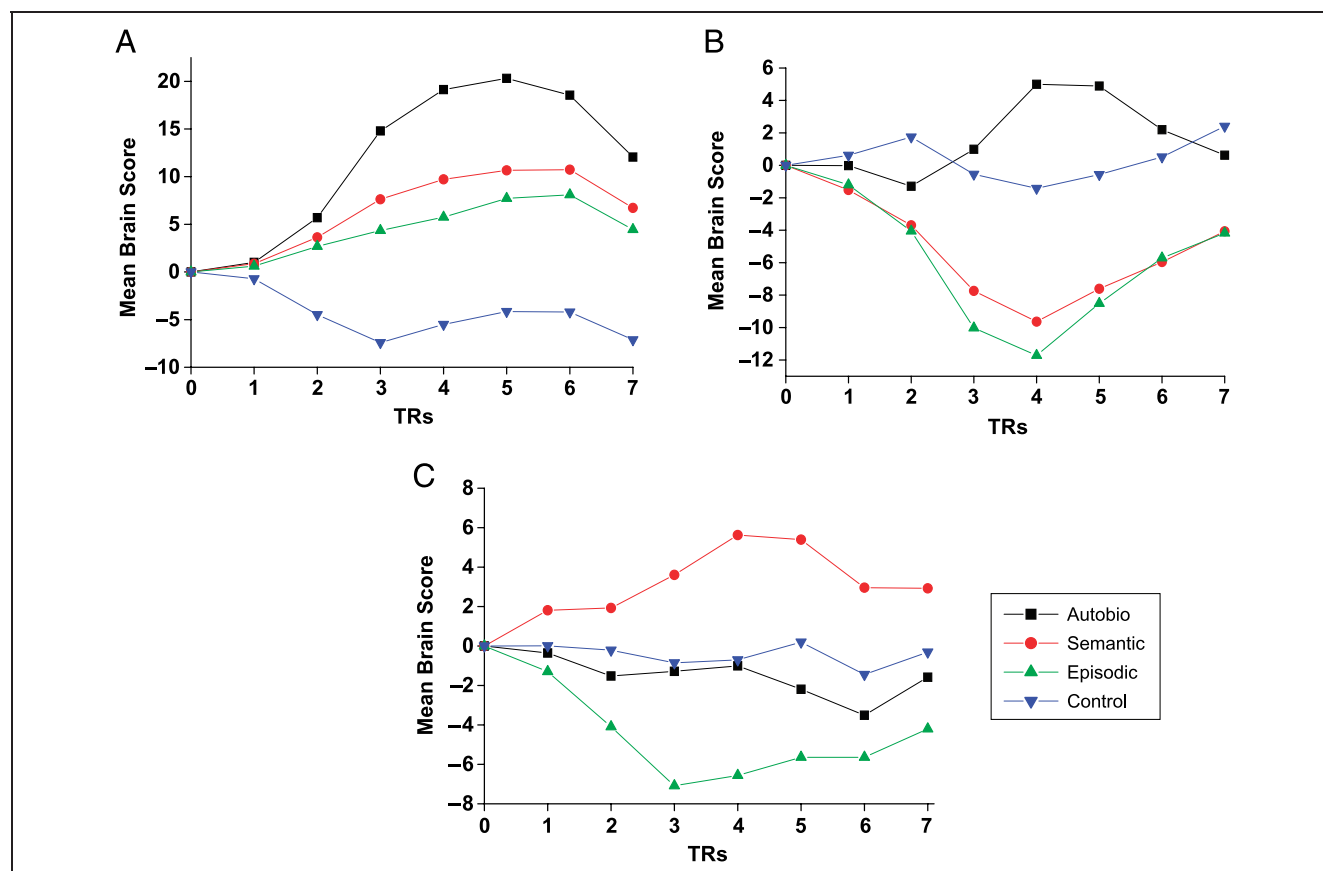 A
Mean Brain Score
20
15
10
5
0
–5
–10
0 1 2 3 4 5 6 7
TRs
B
Mean Brain Score
6
4
2
0
–2
–4
–6
–8
–10
–12
0 1 2 3 4 5 6 7
TRs
C
Mean Brain Score
8
6
4
2
0
–2
–4
–6
–8
0 1 2 3 4 5 6 7
TRs
Autobio
Semantic
Episodic
Control